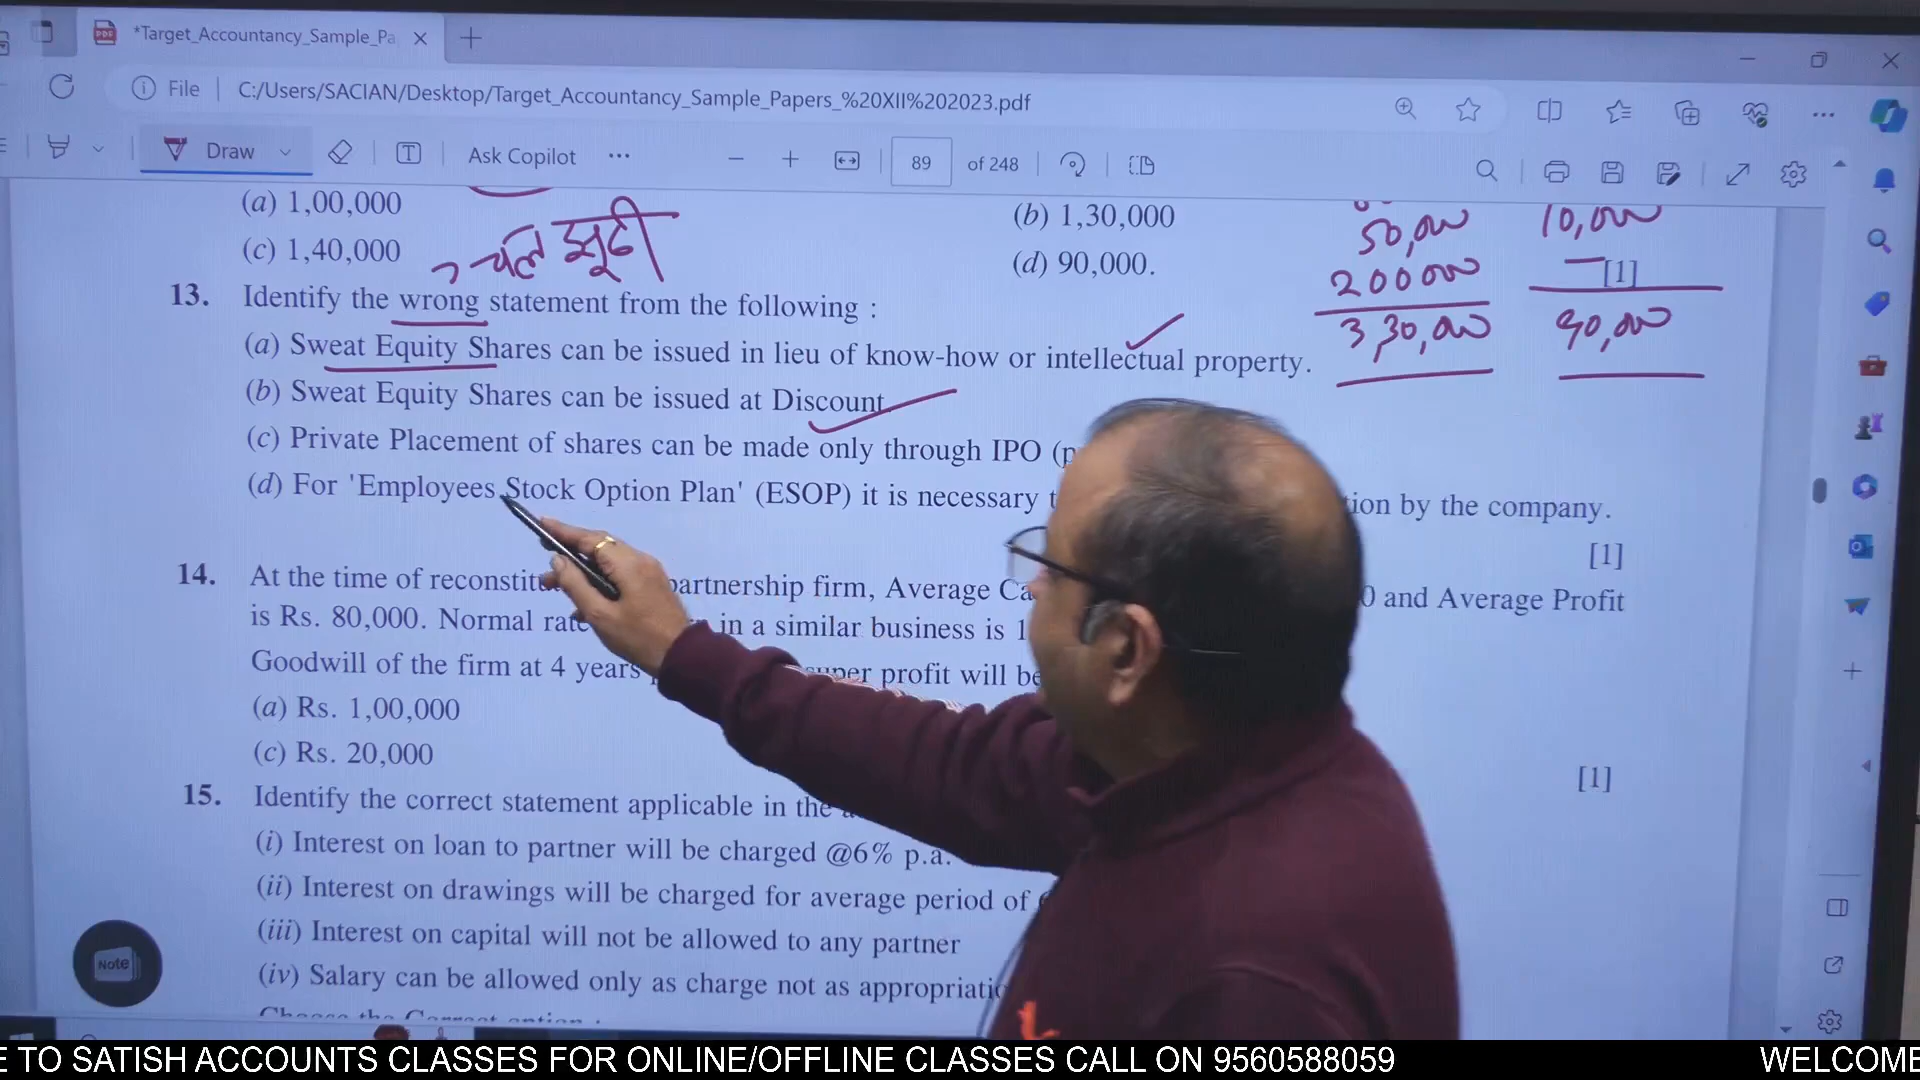 *Target_Accountancy_Sample_Pa
File C:/Users/SACIAN/Desktop/Target_Accountancy_Sample_Papers_%20XII%202023.pdf
Draw T Ask Copilot 89 of 248
(a) 1,00,000 (b) 1,30,000
(c) 1,40,000 (d) 90,000.
50,000 10,000
200000 [1]
3,30,000 90,000
13. Identify the wrong statement from the following :
(a) Sweat Equity Shares can be issued in lieu of know-how or intellectual property.
(b) Sweat Equity Shares can be issued at Discount
(c) Private Placement of shares can be made only through IPO
(d) For 'Employees Stock Option Plan' (ESOP) it is necessary by the company.
[1]
14. At the time of partnership firm, Average and Average Profit
is Rs. 80,000. Normal in a similar business is
Goodwill of the firm at 4 years super profit will be
(a) Rs. 1,00,000
(c) Rs. 20,000
[1]
15. Identify the correct statement applicable in the
(i) Interest on loan to partner will be charged @6% p.a.
(ii) Interest on drawings will be charged for average period of
(iii) Interest on capital will not be allowed to any partner
(iv) Salary can be allowed only as charge not as
Choose the Correct option :
Note
E TO SATISH ACCOUNTS CLASSES FOR ONLINE/OFFLINE CLASSES CALL ON 9560588059 WELCOME